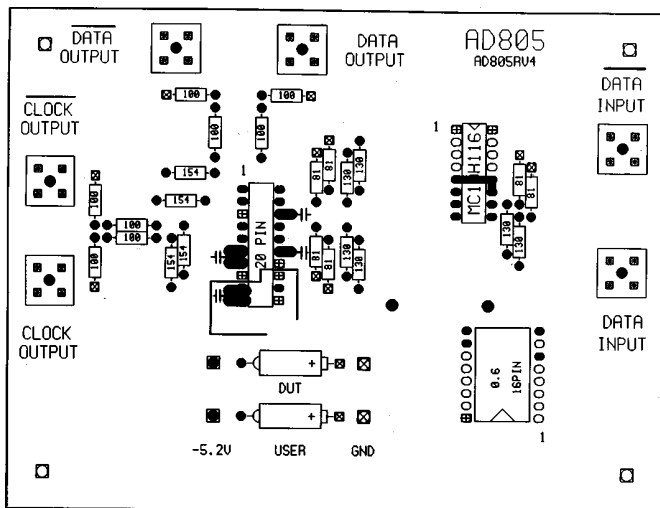 DATA
OUTPUT
DATA
OUTPUT
AD805
AD805RV4
DATA
INPUT
CLOCK
OUTPUT
100
100
100
100
1
1
154
154
81
81
130
130
MC1
H116
81
81
130
130
100
100
100
100
154
154
20 PIN
81
81
130
130
CLOCK
OUTPUT
DATA
INPUT
0.6
16PIN
1
+
DUT
+
-5.2V
USER
GND